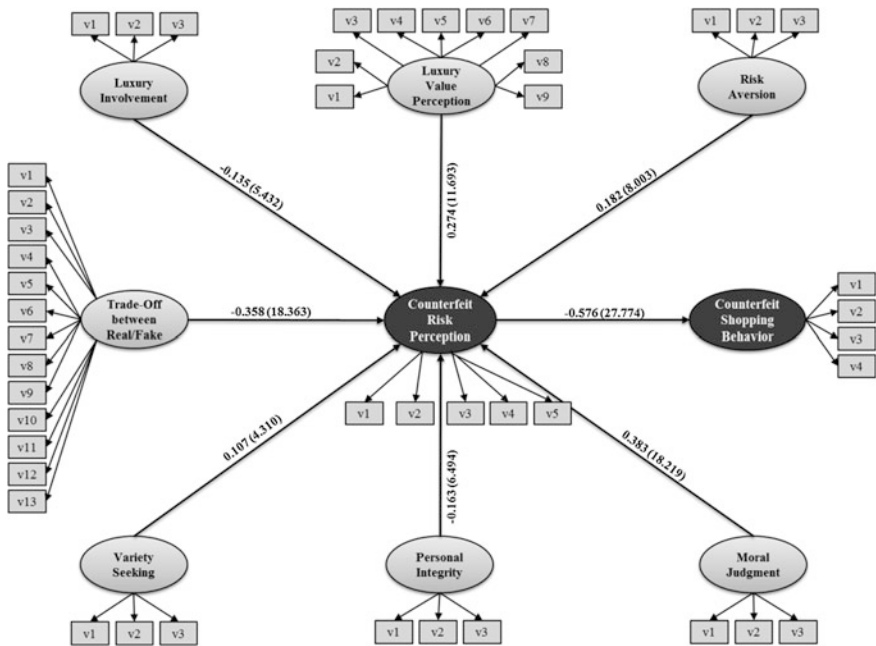 v1 v2 v3
v3 v4 v5 v6 v7
v1 v2 v3
Luxury
Involvement
v2
v1
Luxury
Value
Perception
v8
v9
Risk
Aversion
-0.135 (5.432)
0.274 (11.693)
0.182 (8.003)
v1
v2
v3
v4
v5
v6
v7
v8
v9
v10
v11
v12
v13
Trade-Off
between
Real/Fake
-0.358 (18.363)
Counterfeit
Risk
Perception
-0.576 (27.774)
Counterfeit
Shopping
Behavior
v1
v2
v3
v4
v1 v2 v3 v4 v5
0.107 (4.310)
-0.163 (6.494)
0.383 (18.219)
Variety
Seeking
Personal
Integrity
Moral
Judgment
v1 v2 v3
v1 v2 v3
v1 v2 v3